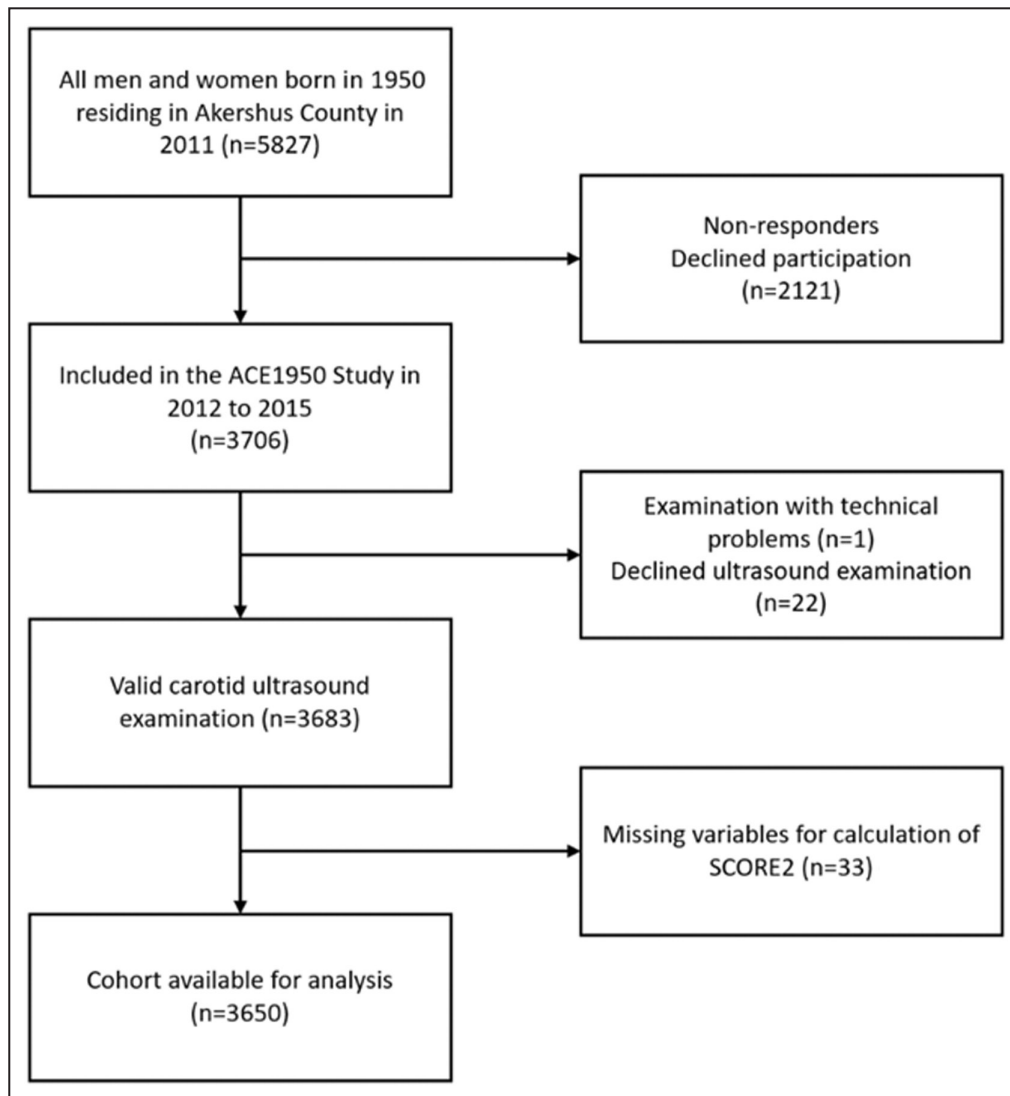 All men and women born in 1950
residing in Akershus County in
2011 (n=5827)
Non-responders
Declined participation
(n=2121)
Included in the ACE1950 Study in
2012 to 2015
(n=3706)
Examination with technical
problems (n=1)
Declined ultrasound examination
(n=22)
Valid carotid ultrasound
examination (n=3683)
Missing variables for calculation of
SCORE2 (n=33)
Cohort available for analysis
(n=3650)